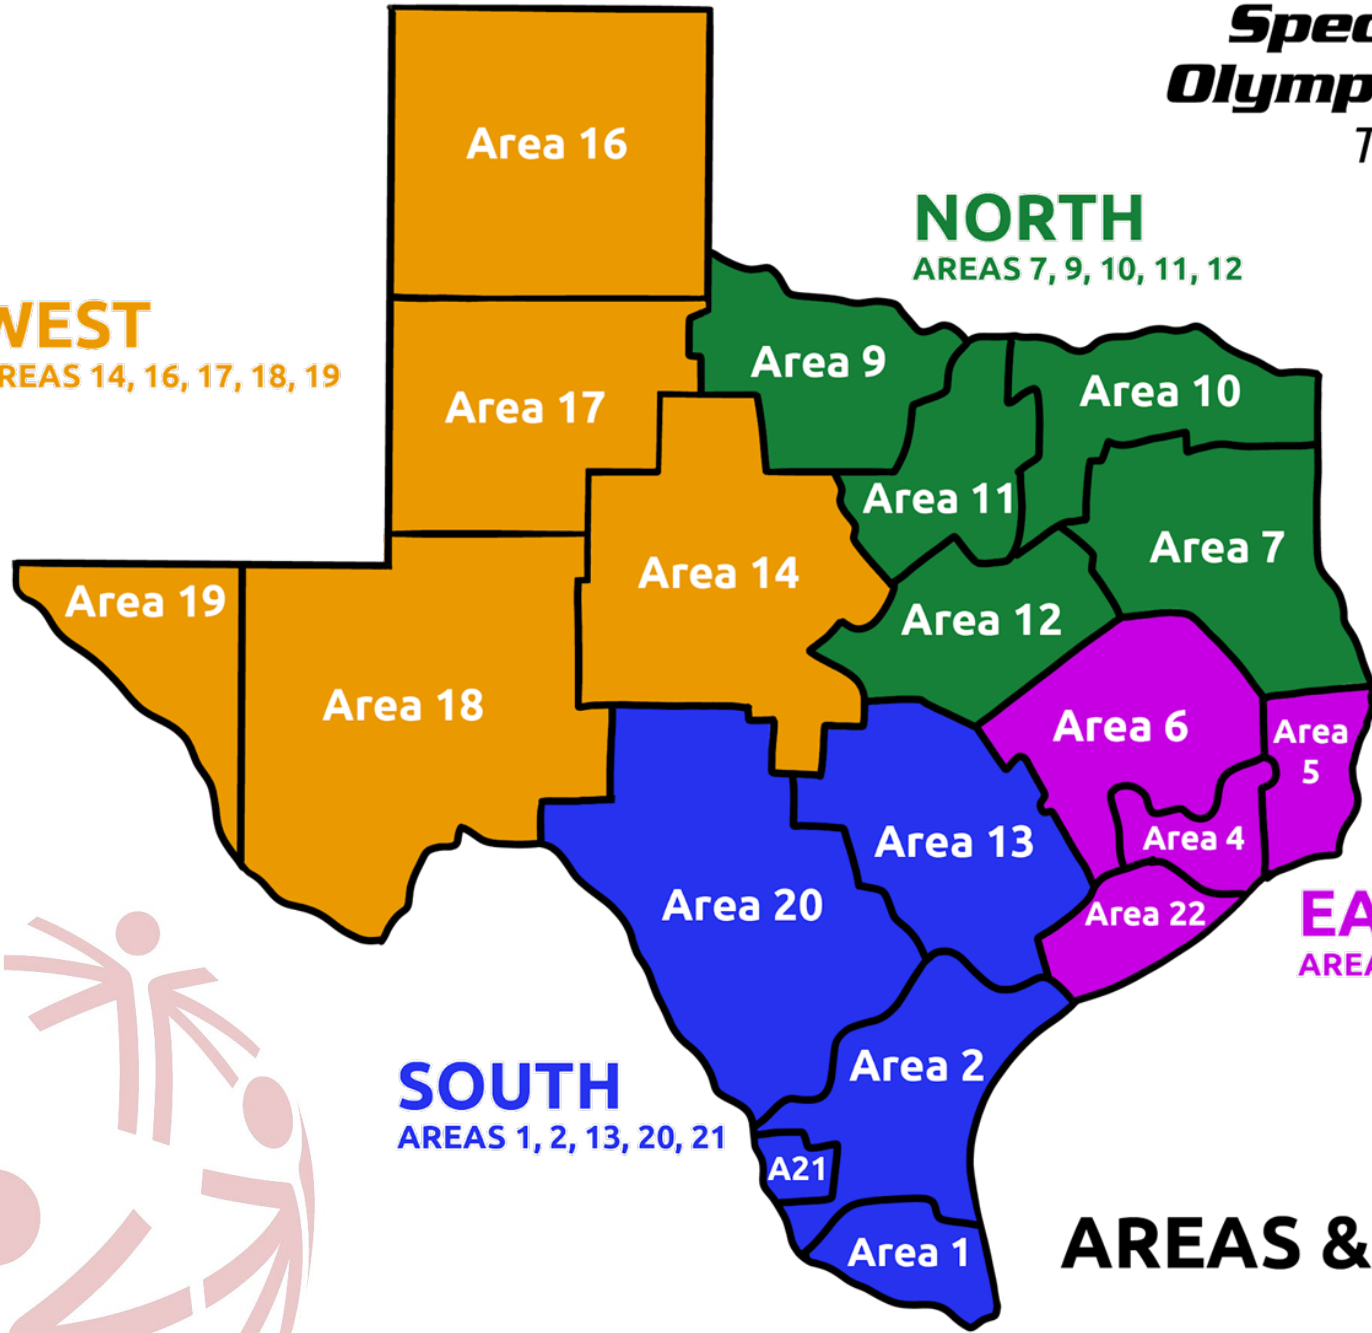 Spec
Olymp
T
NORTH
AREAS 7, 9, 10, 11, 12
WEST
REAS 14, 16, 17, 18, 19
Area 16
Area 9
Area 10
Area 17
Area 11
Area 7
Area 14
Area 19
Area 12
Area 18
Area 6
Area
5
Area 4
Area 13
Area 20
Area 22
EA
AREA
Area 2
SOUTH
AREAS 1, 2, 13, 20, 21
A21
Area 1
AREAS &